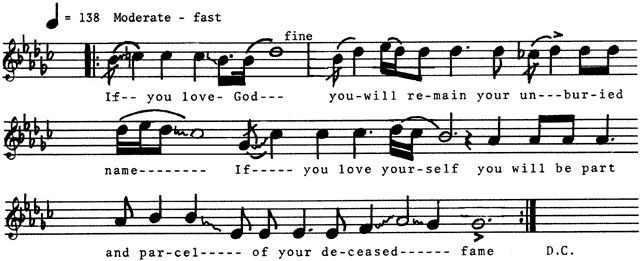 = 138 Moderate - fast
fine
If-- you love- God--- you-will re-main your un---bur-ied
name-------- If----- you love your-self you will be part
and par-cel----- of your de-ceased------ fame D.C.